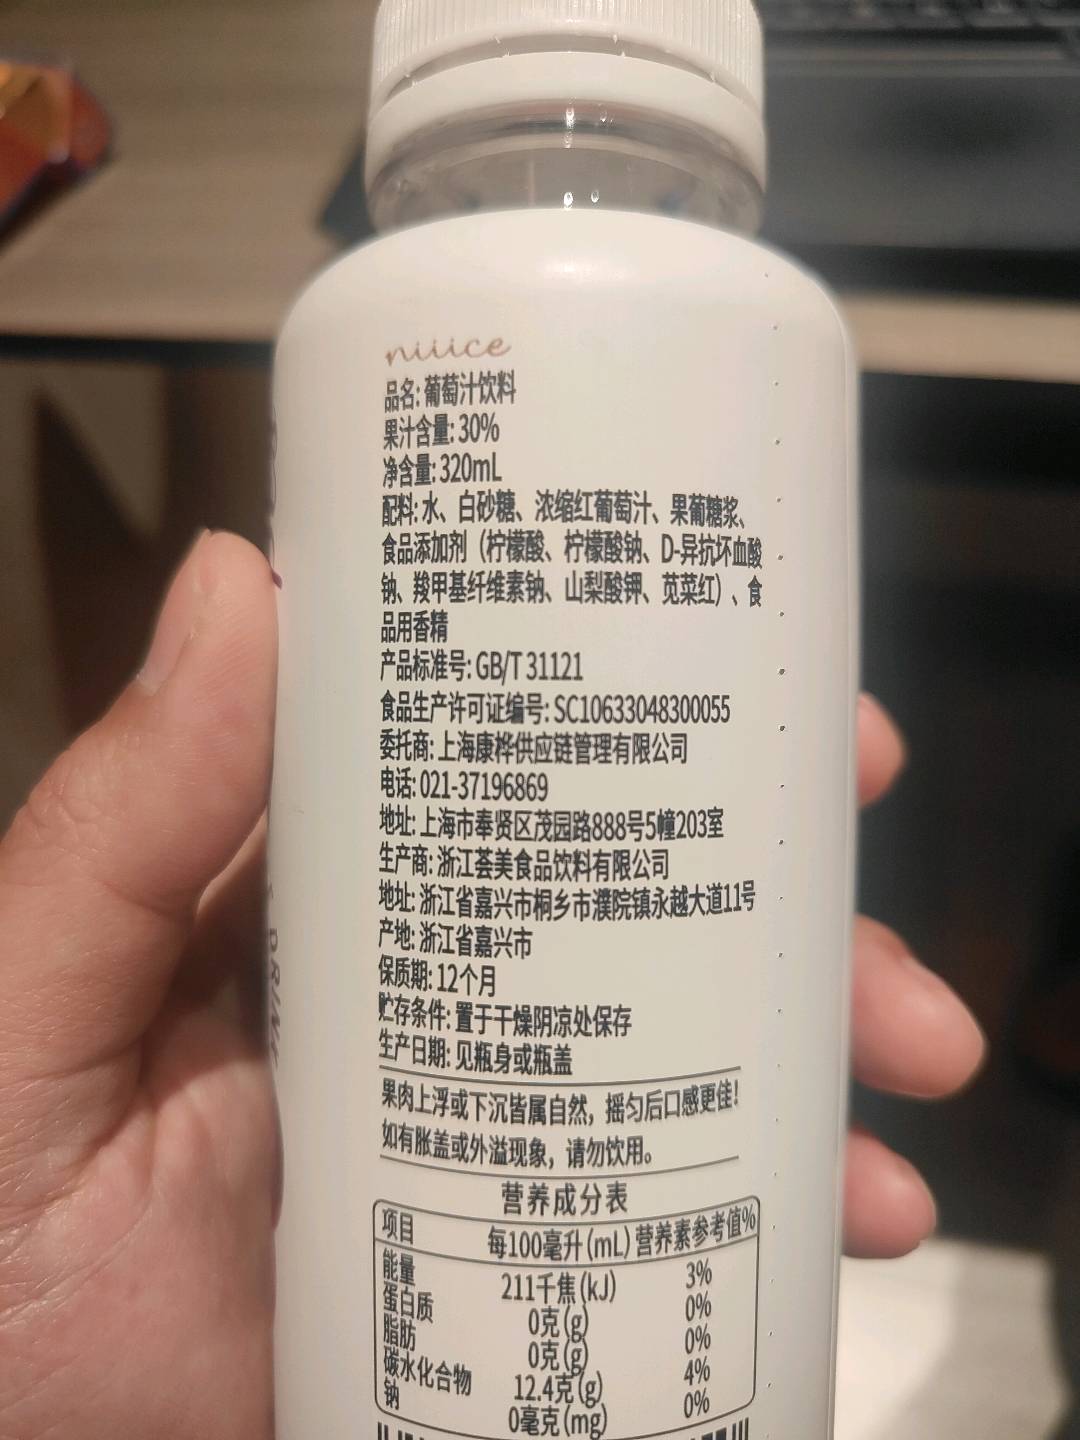 niiice
品名: 葡萄汁饮料
果汁含量: 30%
净含量: 320mL
配料: 水、白砂糖、浓缩红葡萄汁、果葡糖浆、
食品添加剂（柠檬酸、柠檬酸钠、D-异抗坏血酸
钠、羧甲基纤维素钠、山梨酸钾、苋菜红）、食
品用香精
产品标准号: GB/T 31121
食品生产许可证编号: SC10633048300055
委托商: 上海康桦供应链管理有限公司
电话: 021-37196869
地址: 上海市奉贤区茂园路888号5幢203室
生产商: 浙江荟美食品饮料有限公司
地址: 浙江省嘉兴市桐乡市濮院镇永越大道11号
产地: 浙江省嘉兴市
保质期: 12个月
贮存条件: 置于干燥阴凉处保存
生产日期: 见瓶身或瓶盖
果肉上浮或下沉皆属自然，摇匀后口感更佳！
如有胀盖或外溢现象，请勿饮用。
营养成分表
项目 每100毫升(mL) 营养素参考值%
能量 211千焦(kJ) 3%
蛋白质 0克(g) 0%
脂肪 0克(g) 0%
碳水化合物 12.4克(g) 4%
钠 0毫克(mg) 0%
DRINK